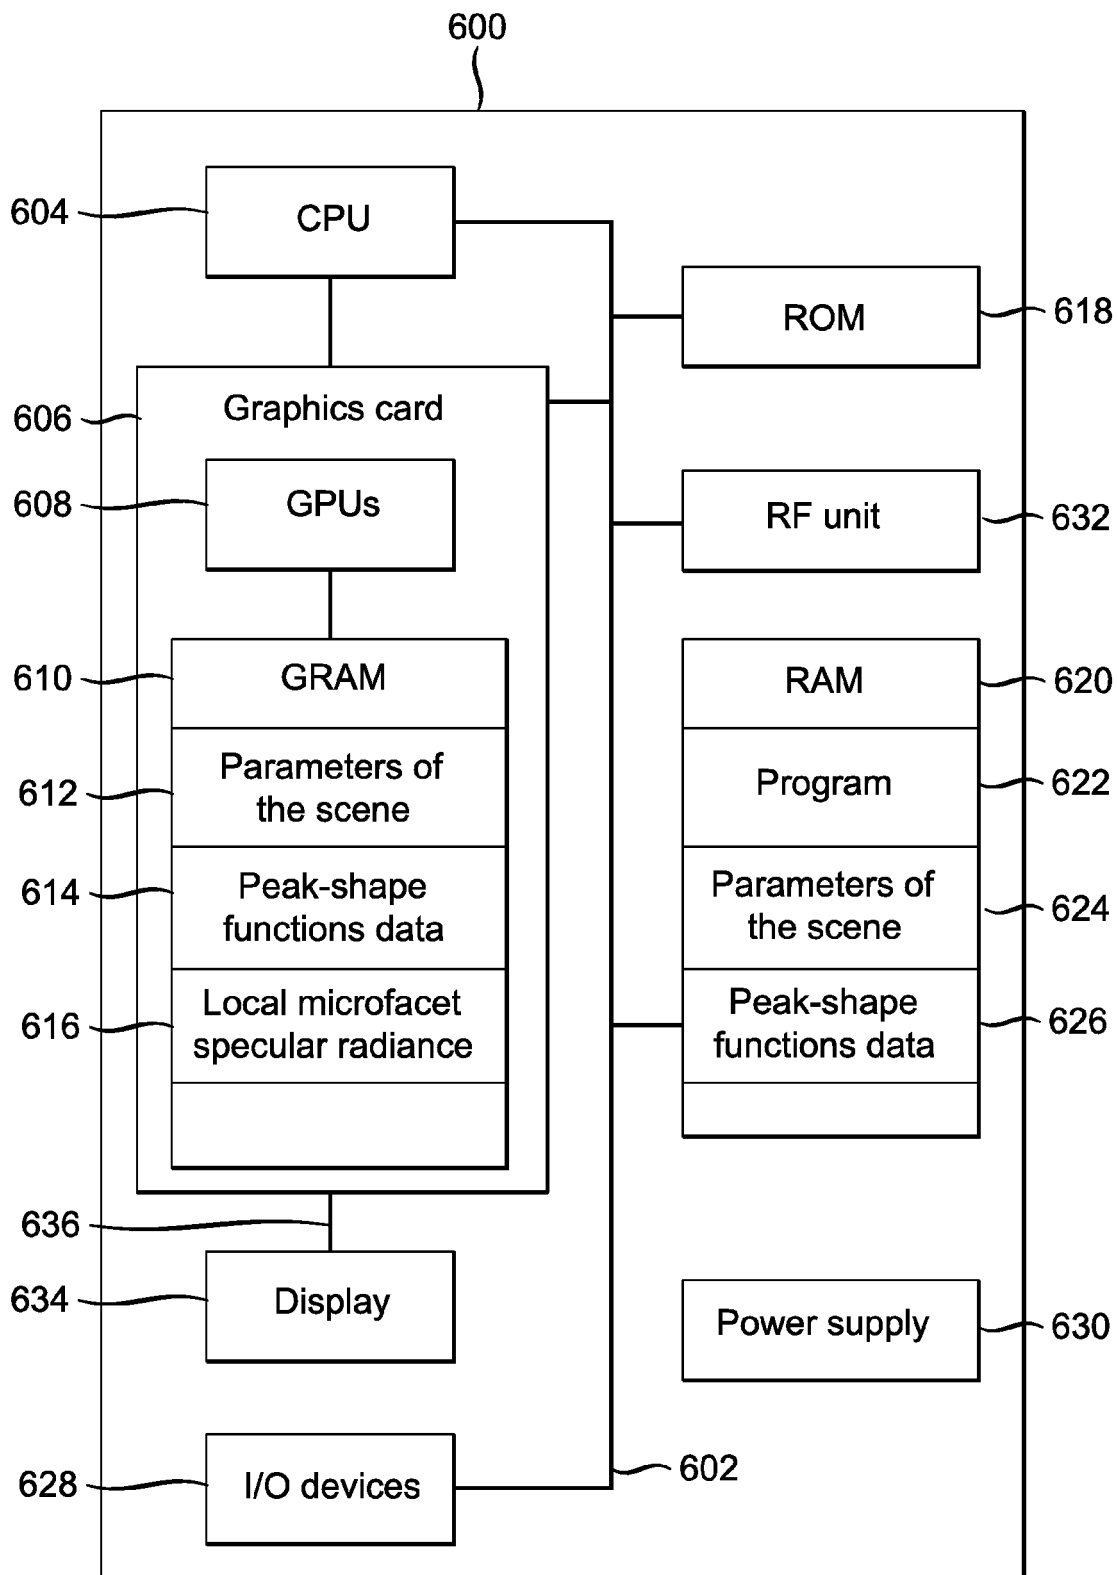 600
604
CPU
ROM
618
606
Graphics card
608
GPUs
RF unit
632
610
GRAM
RAM
620
612
Parameters of
the scene
Program
622
614
Peak-shape
functions data
Parameters of
the scene
624
616
Local microfacet
specular radiance
Peak-shape
functions data
626
636
634
Display
Power supply
630
628
I/O devices
602